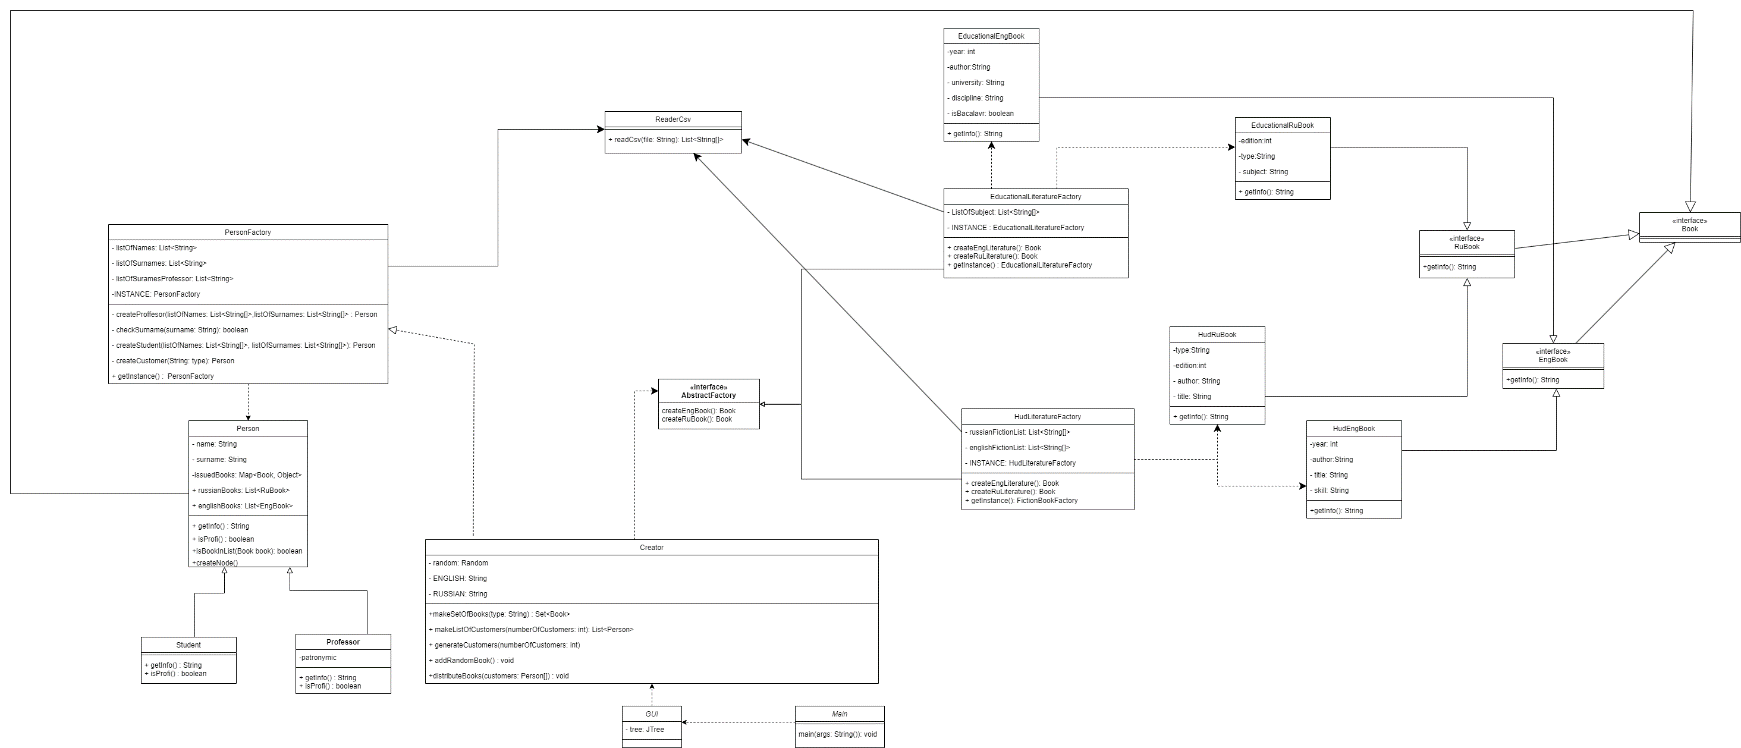 EducationalEngBook
-year: int
-author:String
- university: String
- discipline: String
- isBacalavr: boolean
+ getInfo(): String
ReaderCsv
+ readCsv(file: String): List<String[]>
EducationalRuBook
-edition:int
-type:String
- subject: String
+ getInfo(): String
EducationalLiteratureFactory
- ListOfSubject: List<String[]>
- INSTANCE : EducationalLiteratureFactory
+ createEngLiterature(): Book
+ createRuLiterature(): Book
+ getInstance() : EducationalLiteratureFactory
«interface»
Book
«interface»
RuBook
+getInfo(): String
PersonFactory
- listOfNames: List<String>
- listOfSurnames: List<String>
- listOfSuramesProfessor: List<String>
-INSTANCE: PersonFactory
- createProffesor(listOfNames: List<String[]>,listOfSurnames: List<String[]> : Person
- checkSurname(surname: String): boolean
- createStudent(listOfNames: List<String[]>, listOfSurnames: List<String[]>): Person
- createCustomer(String: type): Person
+ getInstance() : PersonFactory
HudRuBook
-type:String
-edition:int
- author: String
- title: String
+ getInfo(): String
«interface»
EngBook
+getInfo(): String
«interface»
AbstractFactory
createEngBook(): Book
createRuBook(): Book
HudLiteratureFactory
- russianFictionList: List<String[]>
- englishFictionList: List<String[]>
- INSTANCE: HudLiteratureFactory
+ createEngLiterature(): Book
+ createRuLiterature(): Book
+ getInstance(): FictionBookFactory
HudEngBook
-year: int
-author:String
- title: String
- skill: String
+getInfo(): String
Person
- name: String
- surname: String
-issuedBooks: Map<Book, Object>
+ russianBooks: List<RuBook>
+ englishBooks: List<EngBook>
+ getInfo() : String
+ isProfi() : boolean
+isBookInList(Book book): boolean
+createNode()
Creator
- random: Random
- ENGLISH: String
- RUSSIAN: String
+makeSetOfBooks(type: String) : Set<Book>
+ makeListOfCustomers(numberOfCustomers: int): List<Person>
+ generateCustomers(numberOfCustomers: int)
+ addRandomBook() : void
+distributeBooks(customers: Person[]) : void
Student
+ getInfo() : String
+ isProfi() : boolean
Professor
-patronymic
+ getInfo() : String
+ isProfi() : boolean
GUI
- tree: JTree
Main
main(args: String()): void